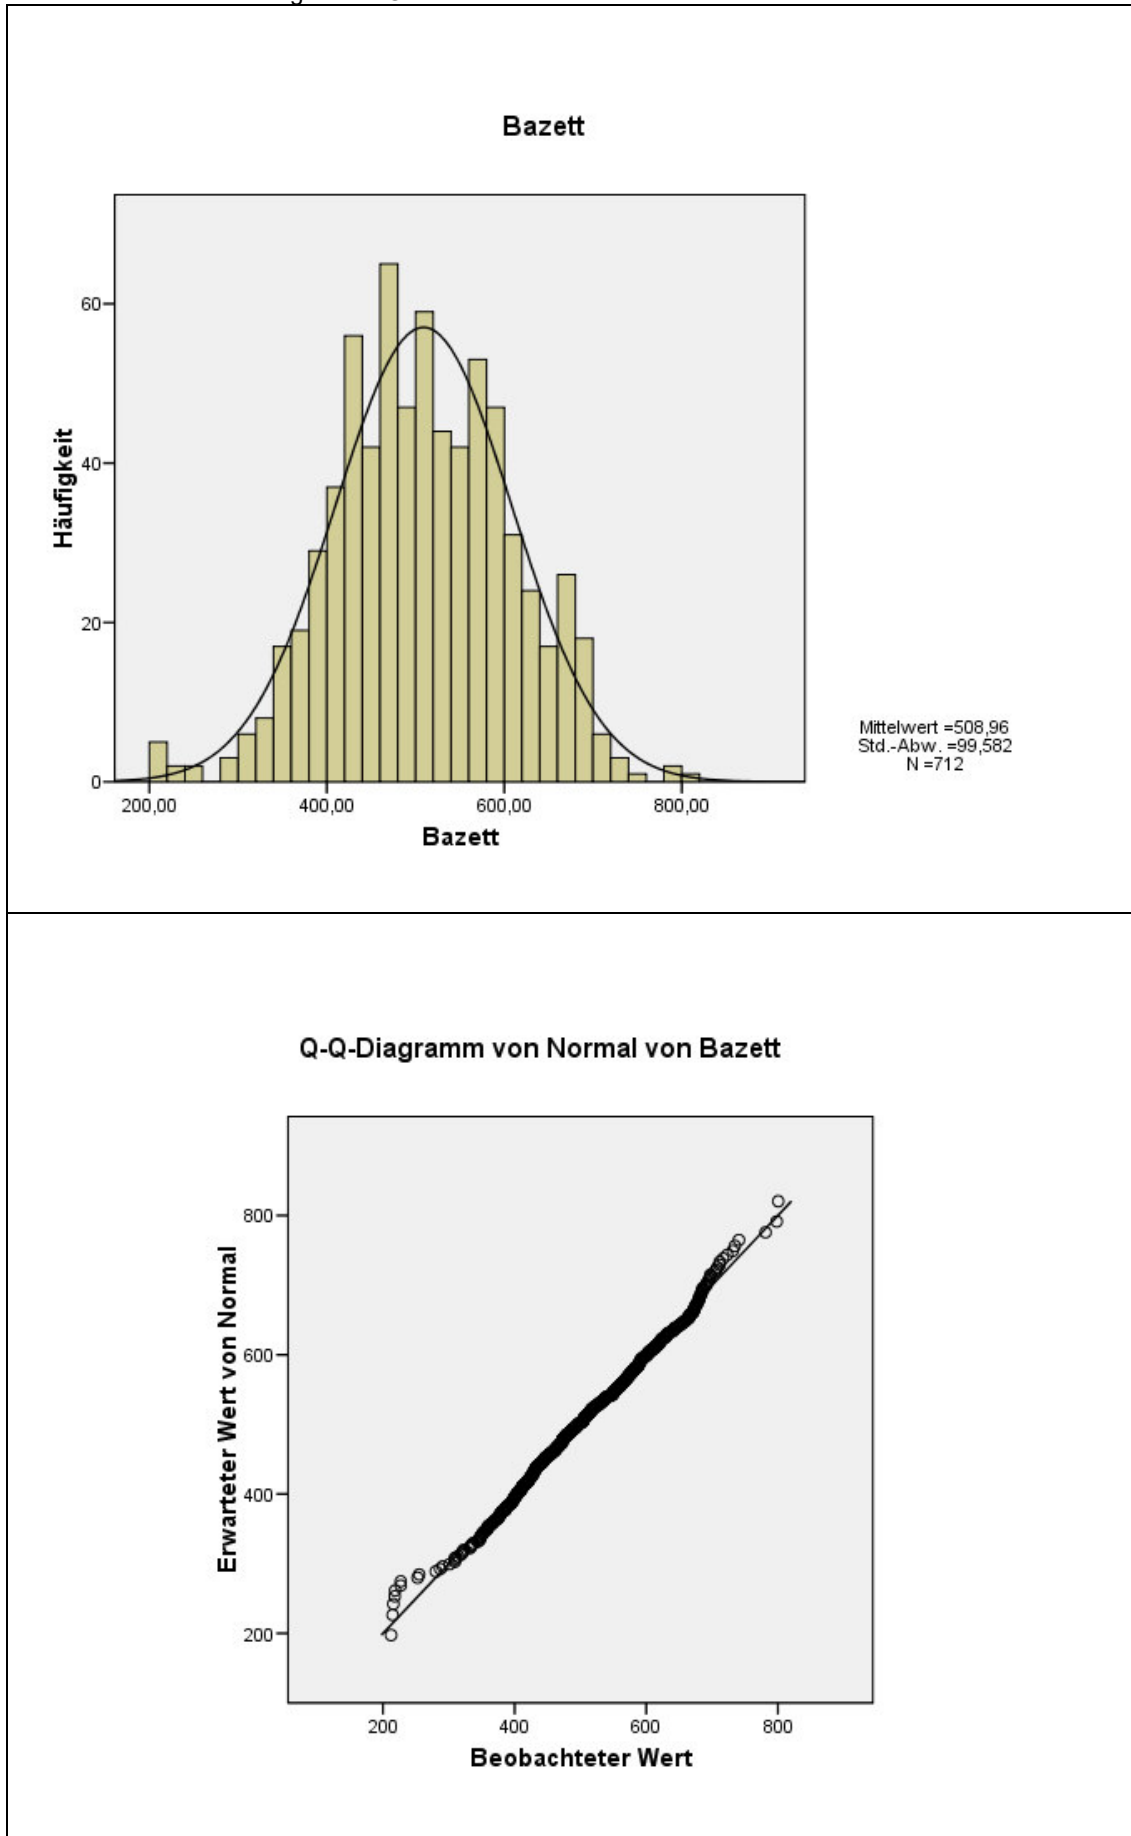 Bazett
Häufigkeit
60
40
20
0
200,00 400,00 600,00 800,00
Bazett
Mittelwert =508,96
Std.-Abw. =99,582
N =712
Q-Q-Diagramm von Normal von Bazett
Erwarteter Wert von Normal
800
600
400
200
200 400 600 800
Beobachteter Wert